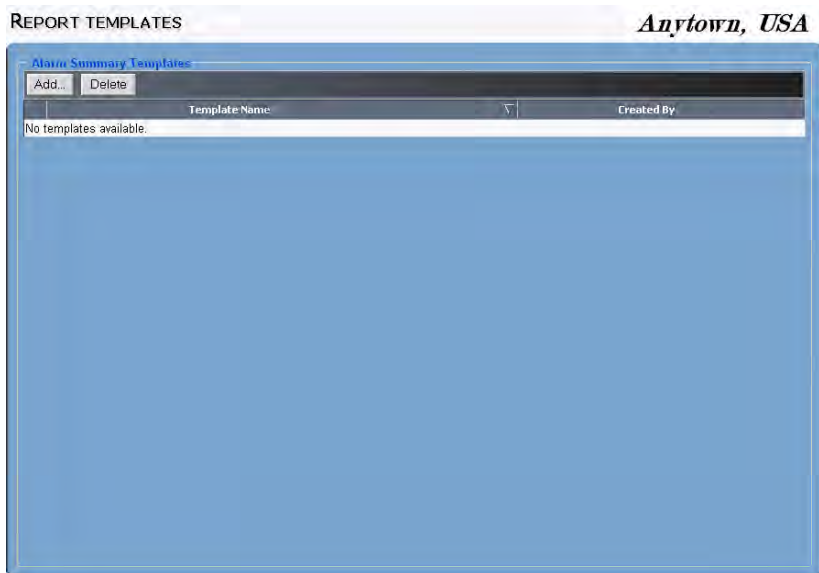 REPORT TEMPLATES
Anytown, USA
Alarm Summary Templates
Add... Delete
Template Name Created By
No templates available.